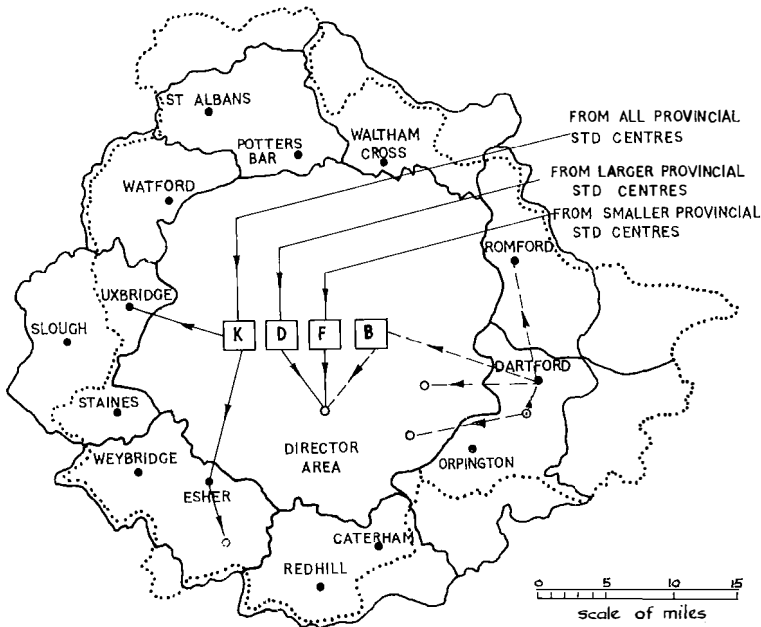 ST ALBANS
POTTERS
BAR
WALTHAM
CROSS
FROM ALL PROVINCIAL
STD CENTRES
FROM LARGER PROVINCIAL
STD CENTRES
FROM SMALLER PROVINCIAL
STD CENTRES
WATFORD
ROMFORD
UXBRIDGE
SLOUGH
K
D
F
B
DARTFORD
STAINES
DIRECTOR
AREA
WEYBRIDGE
ESHER
ORPINGTON
CATERHAM
REDHILL
0 5 10 15
scale of miles